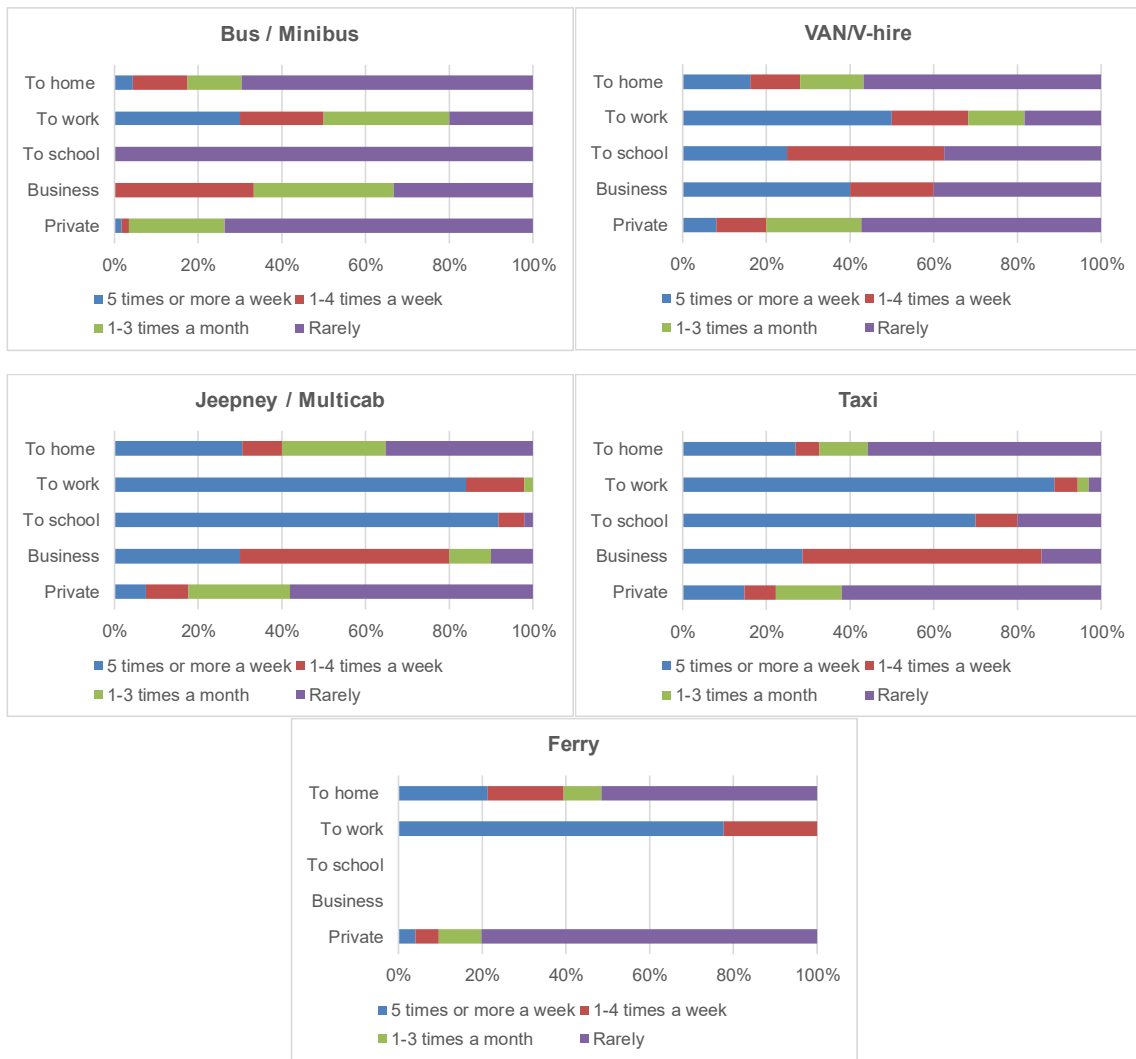 Bus / Minibus
To home
To work
To school
Business
Private
0% 20% 40% 60% 80% 100%
5 times or more a week 1-4 times a week
1-3 times a month Rarely
VAN/V-hire
To home
To work
To school
Business
Private
0% 20% 40% 60% 80% 100%
5 times or more a week 1-4 times a week
1-3 times a month Rarely
Jeepney / Multicab
To home
To work
To school
Business
Private
0% 20% 40% 60% 80% 100%
5 times or more a week 1-4 times a week
1-3 times a month Rarely
Taxi
To home
To work
To school
Business
Private
0% 20% 40% 60% 80% 100%
5 times or more a week 1-4 times a week
1-3 times a month Rarely
Ferry
To home
To work
To school
Business
Private
0% 20% 40% 60% 80% 100%
5 times or more a week 1-4 times a week
1-3 times a month Rarely